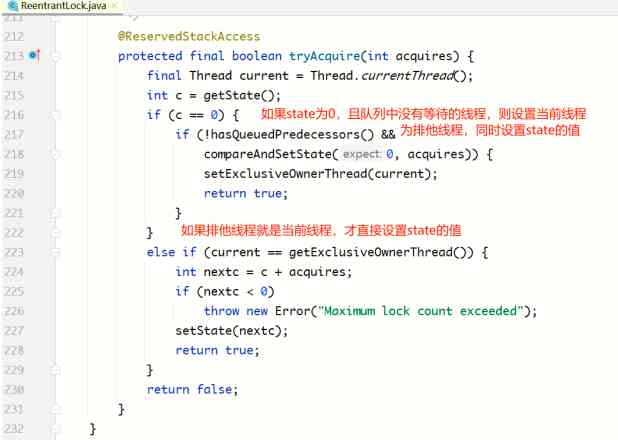 ReentrantLock.java ×
211 */
212 @ReservedStackAccess
213 protected final boolean tryAcquire(int acquires) {
214 final Thread current = Thread.currentThread();
215 int c = getState();
216 if (c == 0) { 如果state为0，且队列中没有等待的线程，则设置当前线程
217 if (!hasQueuedPredecessors() && 为排他线程，同时设置state的值
218 compareAndSetState( expect: 0, acquires)) {
219 setExclusiveOwnerThread(current);
220 return true;
221 }
222 } 如果排他线程就是当前线程，才直接设置state的值
223 else if (current == getExclusiveOwnerThread()) {
224 int nextc = c + acquires;
225 if (nextc < 0)
226 throw new Error("Maximum lock count exceeded");
227 setState(nextc);
228 return true;
229 }
230 return false;
231 }
232 }